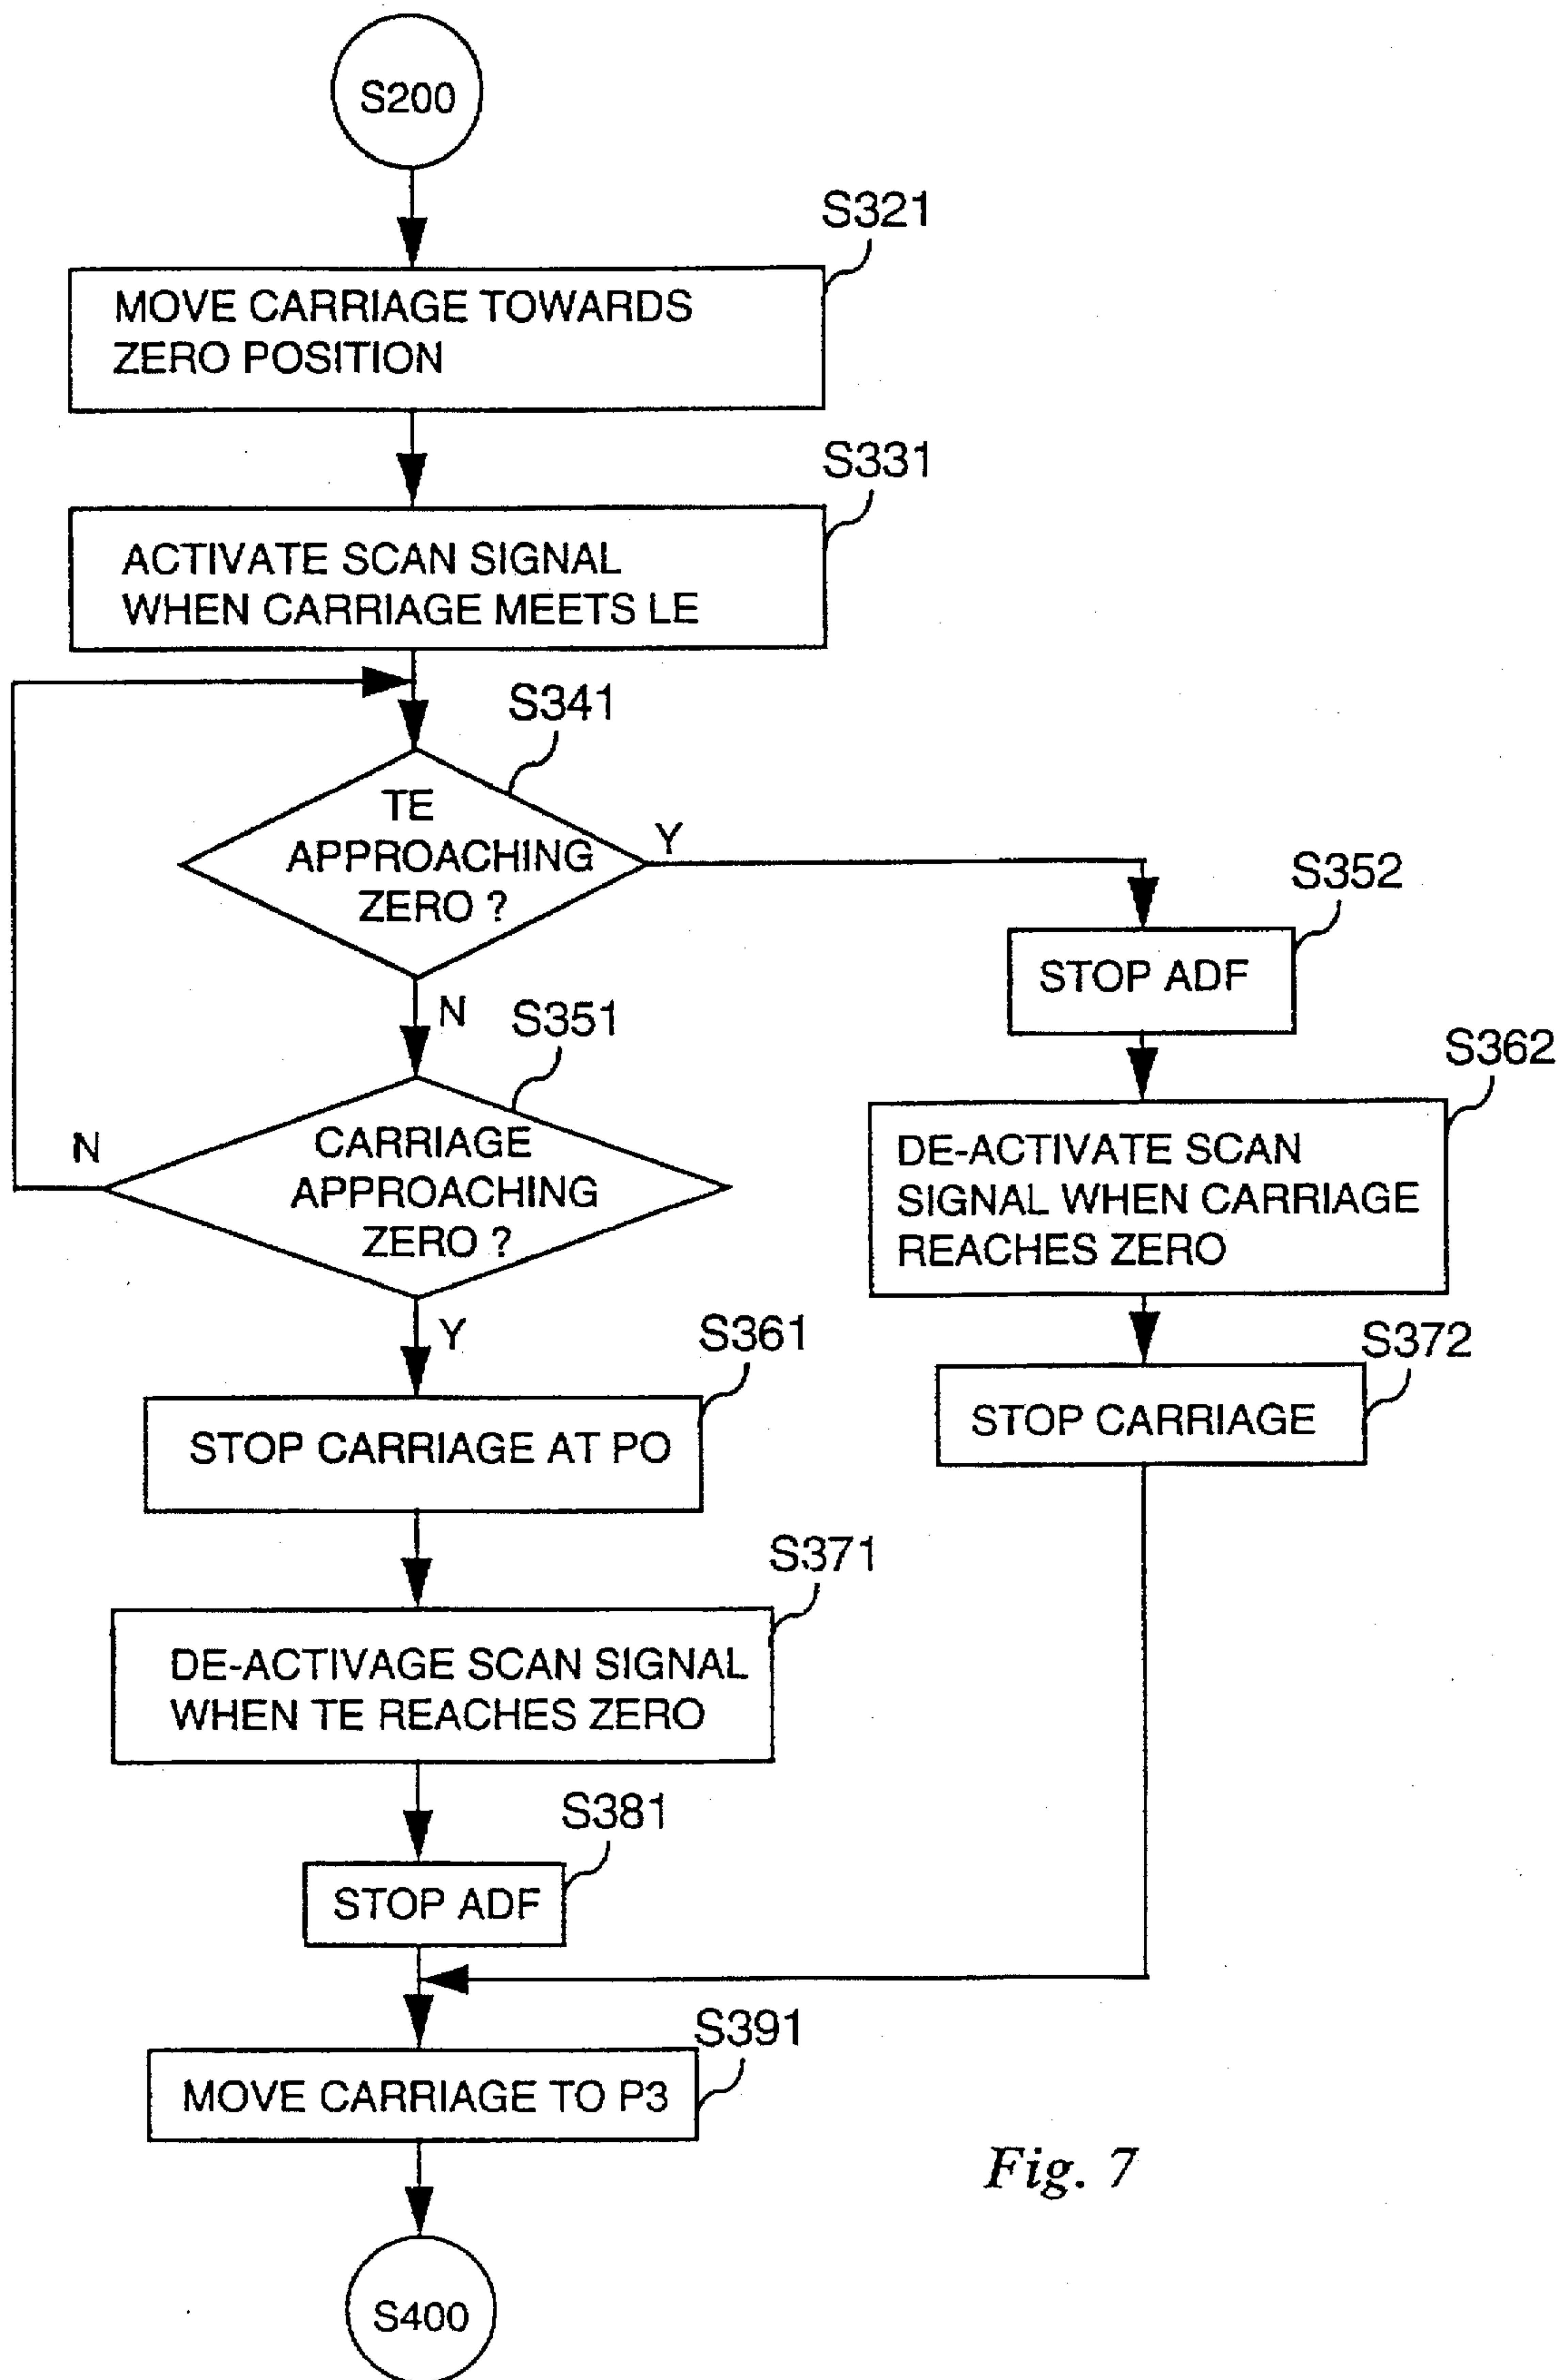 S200
S321
MOVE CARRIAGE TOWARDS
ZERO POSITION
S331
ACTIVATE SCAN SIGNAL
WHEN CARRIAGE MEETS LE
S341
TE
APPROACHING
ZERO ?
Y
N
S352
STOP ADF
S351
CARRIAGE
APPROACHING
ZERO ?
N
Y
S362
DE-ACTIVATE SCAN
SIGNAL WHEN CARRIAGE
REACHES ZERO
S361
STOP CARRIAGE AT PO
S372
STOP CARRIAGE
S371
DE-ACTIVAGE SCAN SIGNAL
WHEN TE REACHES ZERO
S381
STOP ADF
S391
MOVE CARRIAGE TO P3
Fig. 7
S400